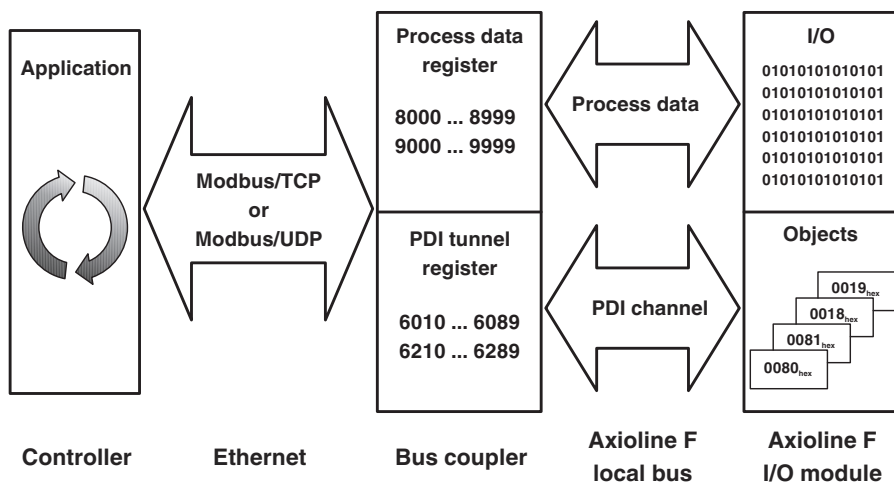 Application
Modbus/TCP
or
Modbus/UDP
Process data
register
8000 ... 8999
9000 ... 9999
PDI tunnel
register
6010 ... 6089
6210 ... 6289
Process data
PDI channel
I/O
01010101010101
01010101010101
01010101010101
01010101010101
01010101010101
01010101010101
Objects
0019hex
0018hex
0081hex
0080hex
Controller
Ethernet
Bus coupler
Axioline F
local bus
Axioline F
I/O module